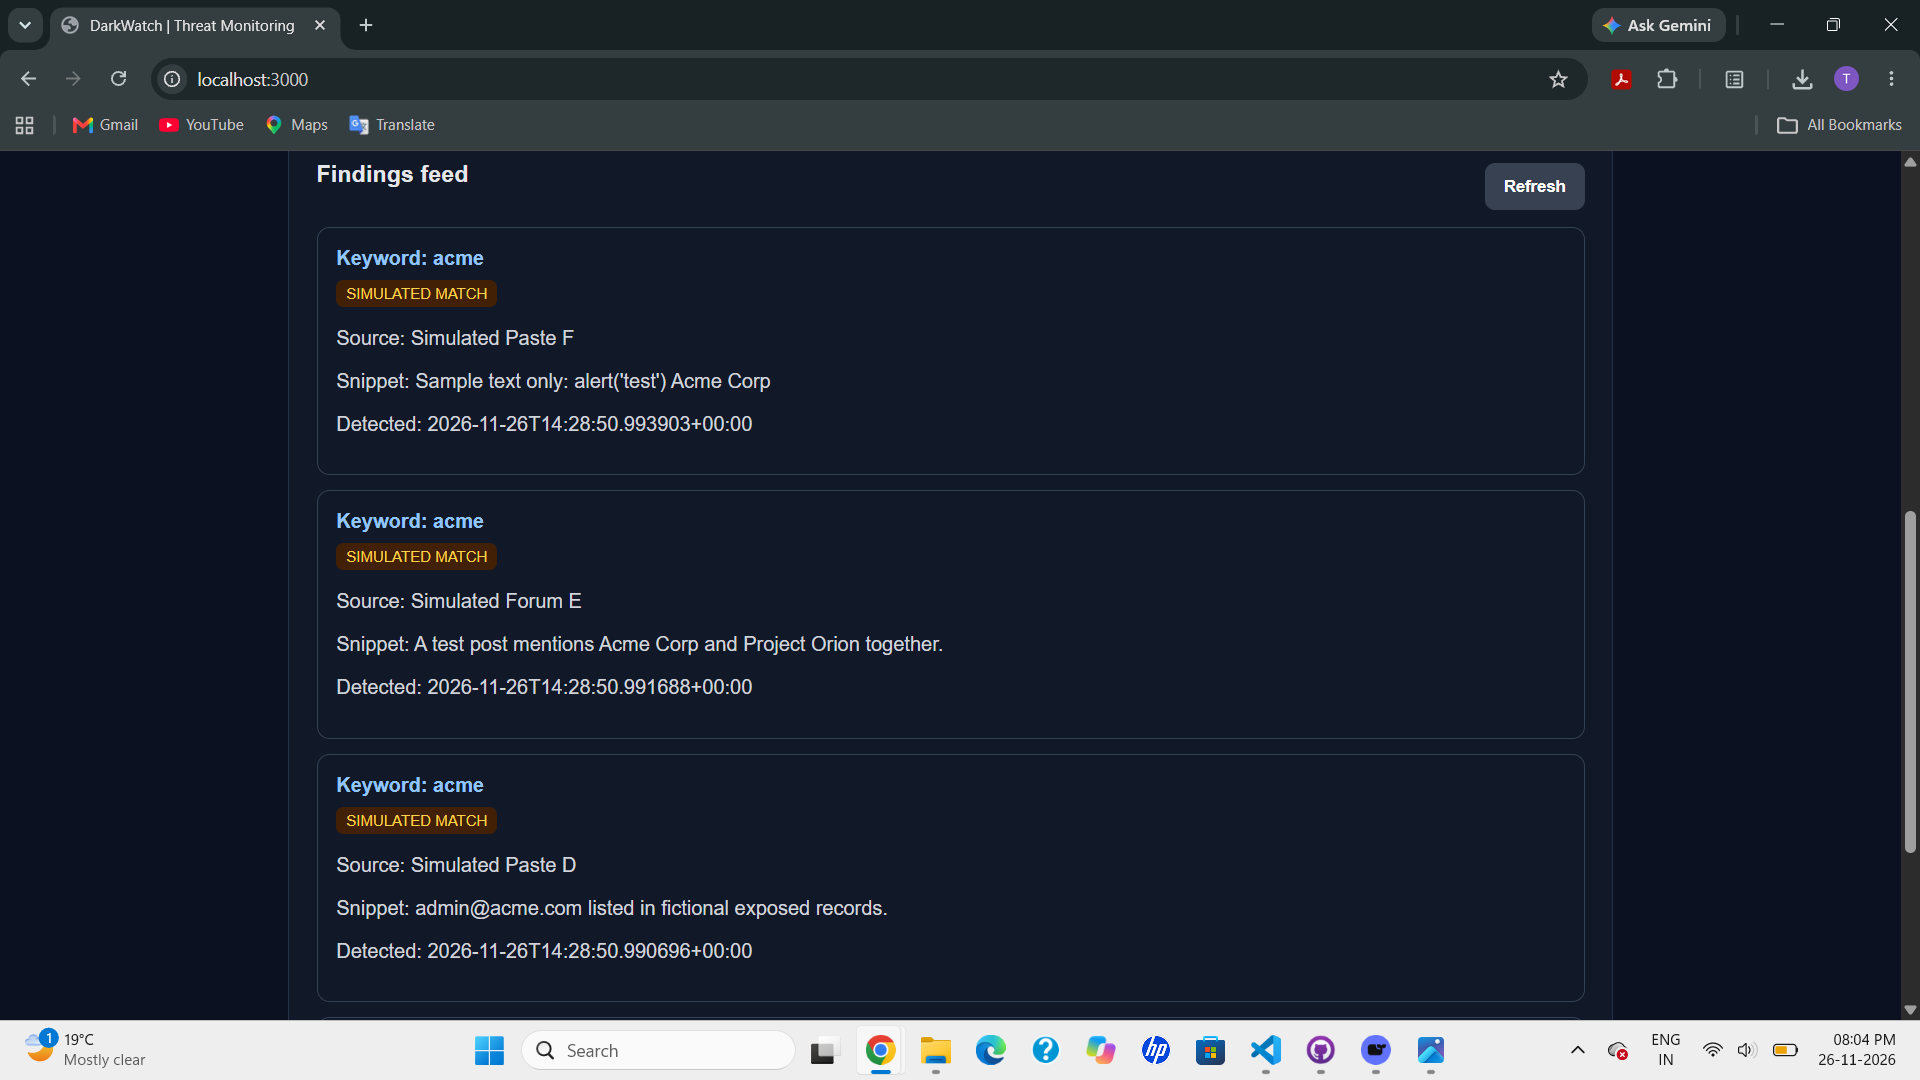 DarkWatch | Threat Monitoring
Ask Gemini
localhost:3000
T
Gmail
YouTube
Maps
Translate
All Bookmarks
Findings feed
Refresh
Keyword: acme
SIMULATED MATCH
Source: Simulated Paste F
Snippet: Sample text only: alert('test') Acme Corp
Detected: 2026-11-26T14:28:50.993903+00:00
Keyword: acme
SIMULATED MATCH
Source: Simulated Forum E
Snippet: A test post mentions Acme Corp and Project Orion together.
Detected: 2026-11-26T14:28:50.991688+00:00
Keyword: acme
SIMULATED MATCH
Source: Simulated Paste D
Snippet: admin@acme.com listed in fictional exposed records.
Detected: 2026-11-26T14:28:50.990696+00:00
1
19°C
Mostly clear
Search
hp
ENG
IN
08:04 PM
26-11-2026